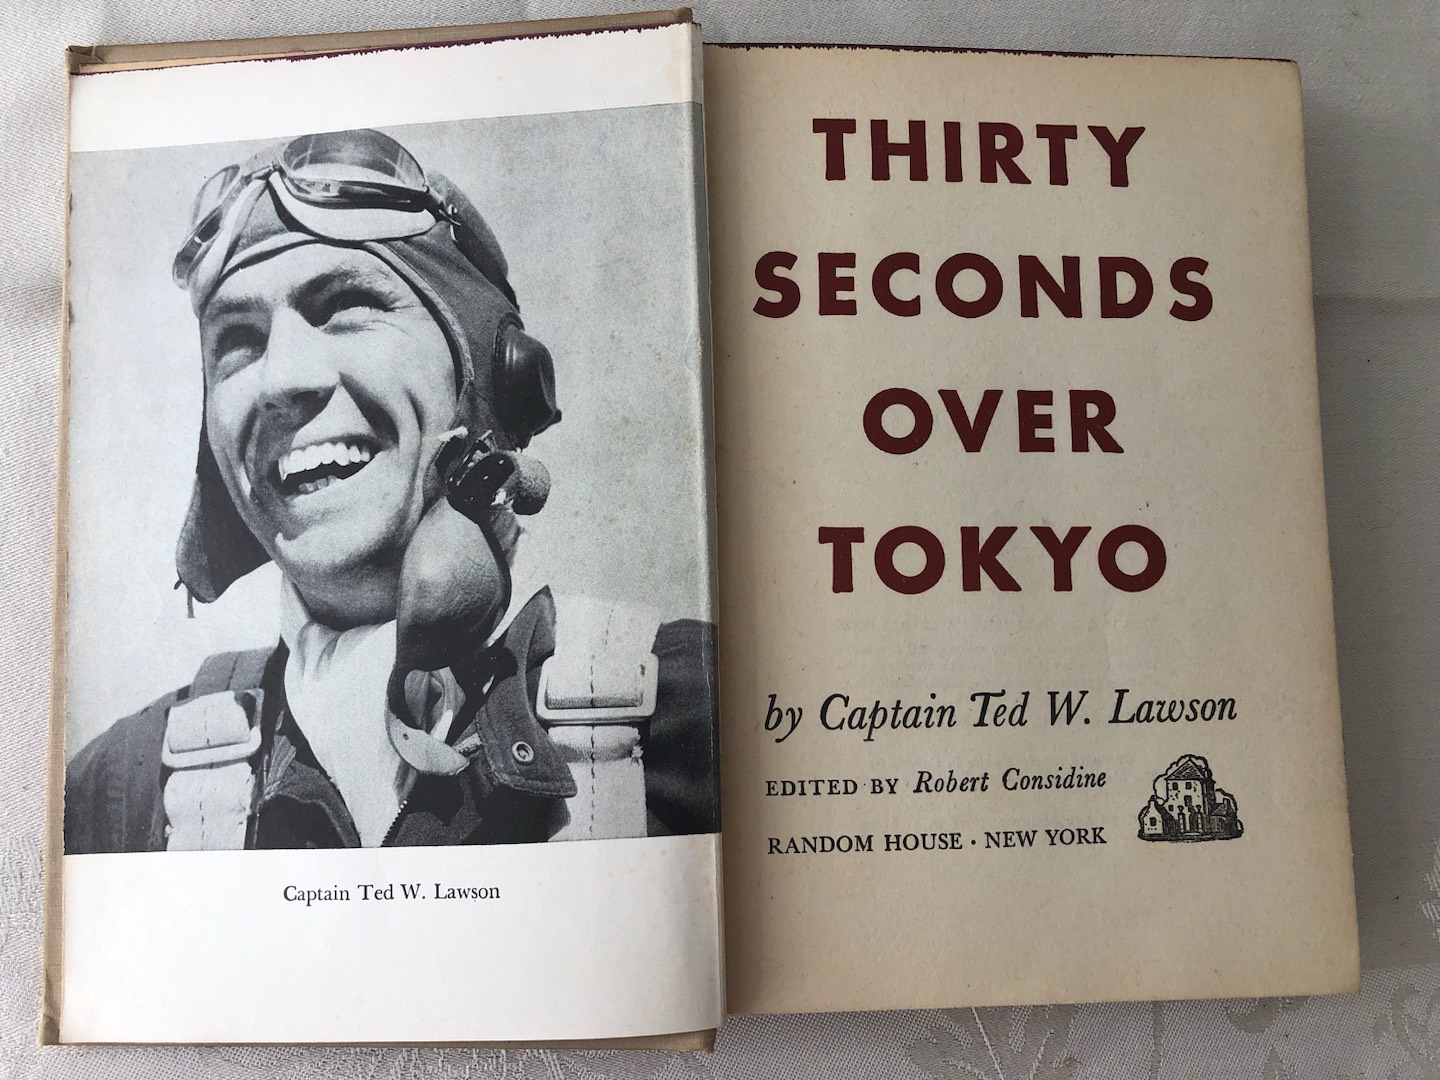 Captain Ted W. Lawson
THIRTY
SECONDS
OVER
TOKYO
by Captain Ted W. Lawson
EDITED BY Robert Considine
RANDOM HOUSE · NEW YORK